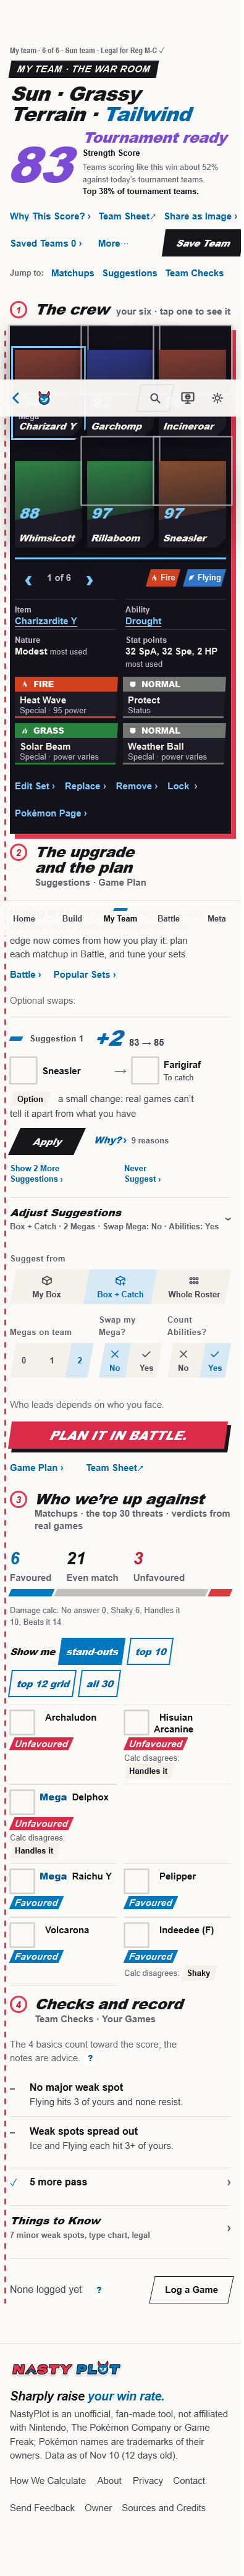 My team · 6 of 6 · Sun team · Legal for Reg M-C ✓
MY TEAM · THE WAR ROOM
Sun · Grassy
Terrain · Tailwind
83
Tournament ready
Strength Score
Teams scoring like this win about 52%
against today's tournament teams.
Top 38% of tournament teams.
Why This Score? ›
Team Sheet↗
Share as Image ›
Saved Teams 0 ›
More···
Save Team
Jump to:
Matchups
Suggestions
Team Checks
1
The crew
your six · tap one to see it
Mega
Charizard Y
Garchomp
Incineroar
88
Whimsicott
97
Rillaboom
97
Sneasler
‹
1 of 6
›
Fire
Flying
Item
Charizardite Y
Ability
Drought
Nature
Modest most used
Stat points
32 SpA, 32 Spe, 2 HP
most used
FIRE
Heat Wave
Special · 95 power
NORMAL
Protect
Status
GRASS
Solar Beam
Special · power varies
NORMAL
Weather Ball
Special · power varies
Edit Set ›
Replace ›
Remove ›
Lock ›
Pokémon Page ›
2
The upgrade
and the plan
Suggestions · Game Plan
Home
Build
My Team
Battle
Meta
edge now comes from how you play it: plan
each matchup in Battle, and tune your sets.
Battle ›
Popular Sets ›
Optional swaps:
Suggestion 1
+2
83 → 85
Sneasler
→
Farigiraf
To catch
Option
a small change: real games can't
tell it apart from what you have
Apply
Why? ›
9 reasons
Show 2 More
Suggestions ›
Never
Suggest ›
Adjust Suggestions
Box + Catch · 2 Megas · Swap Mega: No · Abilities: Yes
Suggest from
My Box
Box + Catch
Whole Roster
Megas on team
Swap my
Mega?
Count
Abilities?
0
1
2
No
Yes
No
Yes
Who leads depends on who you face.
PLAN IT IN BATTLE.
Game Plan ›
Team Sheet↗
3
Who we're up against
Matchups · the top 30 threats · verdicts from
real games
6
Favoured
21
Even match
3
Unfavoured
Damage calc: No answer 0, Shaky 6, Handles it
10, Beats it 14
Show me
stand-outs
top 10
top 12 grid
all 30
Archaludon
Unfavoured
Hisuian
Arcanine
Unfavoured
Calc disagrees:
Handles it
Mega Delphox
Unfavoured
Calc disagrees:
Handles it
Mega Raichu Y
Favoured
Pelipper
Favoured
Volcarona
Favoured
Indeedee (F)
Favoured
Calc disagrees: Shaky
4
Checks and record
Team Checks · Your Games
The 4 basics count toward the score; the
notes are advice. ?
– No major weak spot
Flying hits 3 of yours and none resist.
– Weak spots spread out
Ice and Flying each hit 3+ of yours.
✓ 5 more pass ›
Things to Know
7 minor weak spots, type chart, legal
›
None logged yet
?
Log a Game
NASTY PLOT
Sharply raise your win rate.
NastyPlot is an unofficial, fan-made tool, not affiliated
with Nintendo, The Pokémon Company or Game
Freak; Pokémon names are trademarks of their
owners. Data as of Nov 10 (12 days old).
How We Calculate
About
Privacy
Contact
Send Feedback
Owner
Sources and Credits